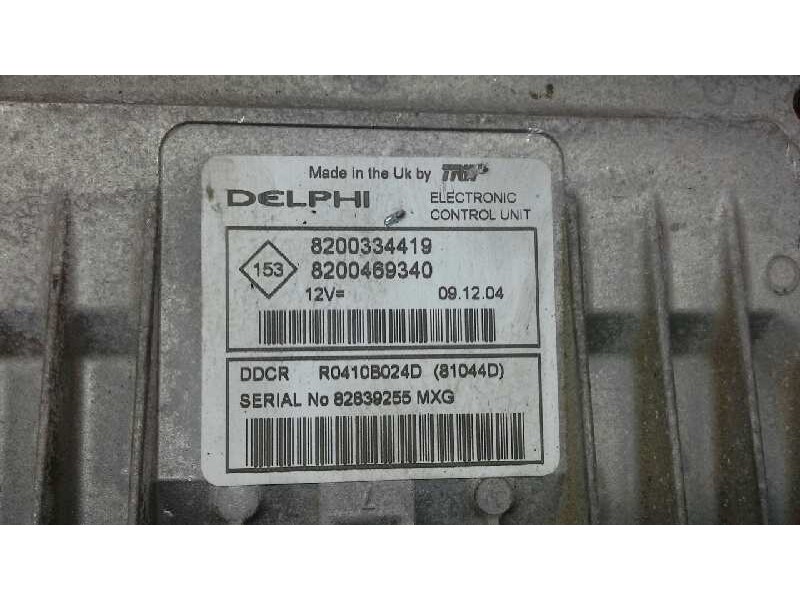 Made in the Uk by TRW
DELPHI
ELECTRONIC
CONTROL UNIT
153
8200334419
8200469340
12V=
09.12.04
DDCR R0410B024D (81044D)
SERIAL No 82839255 MXG